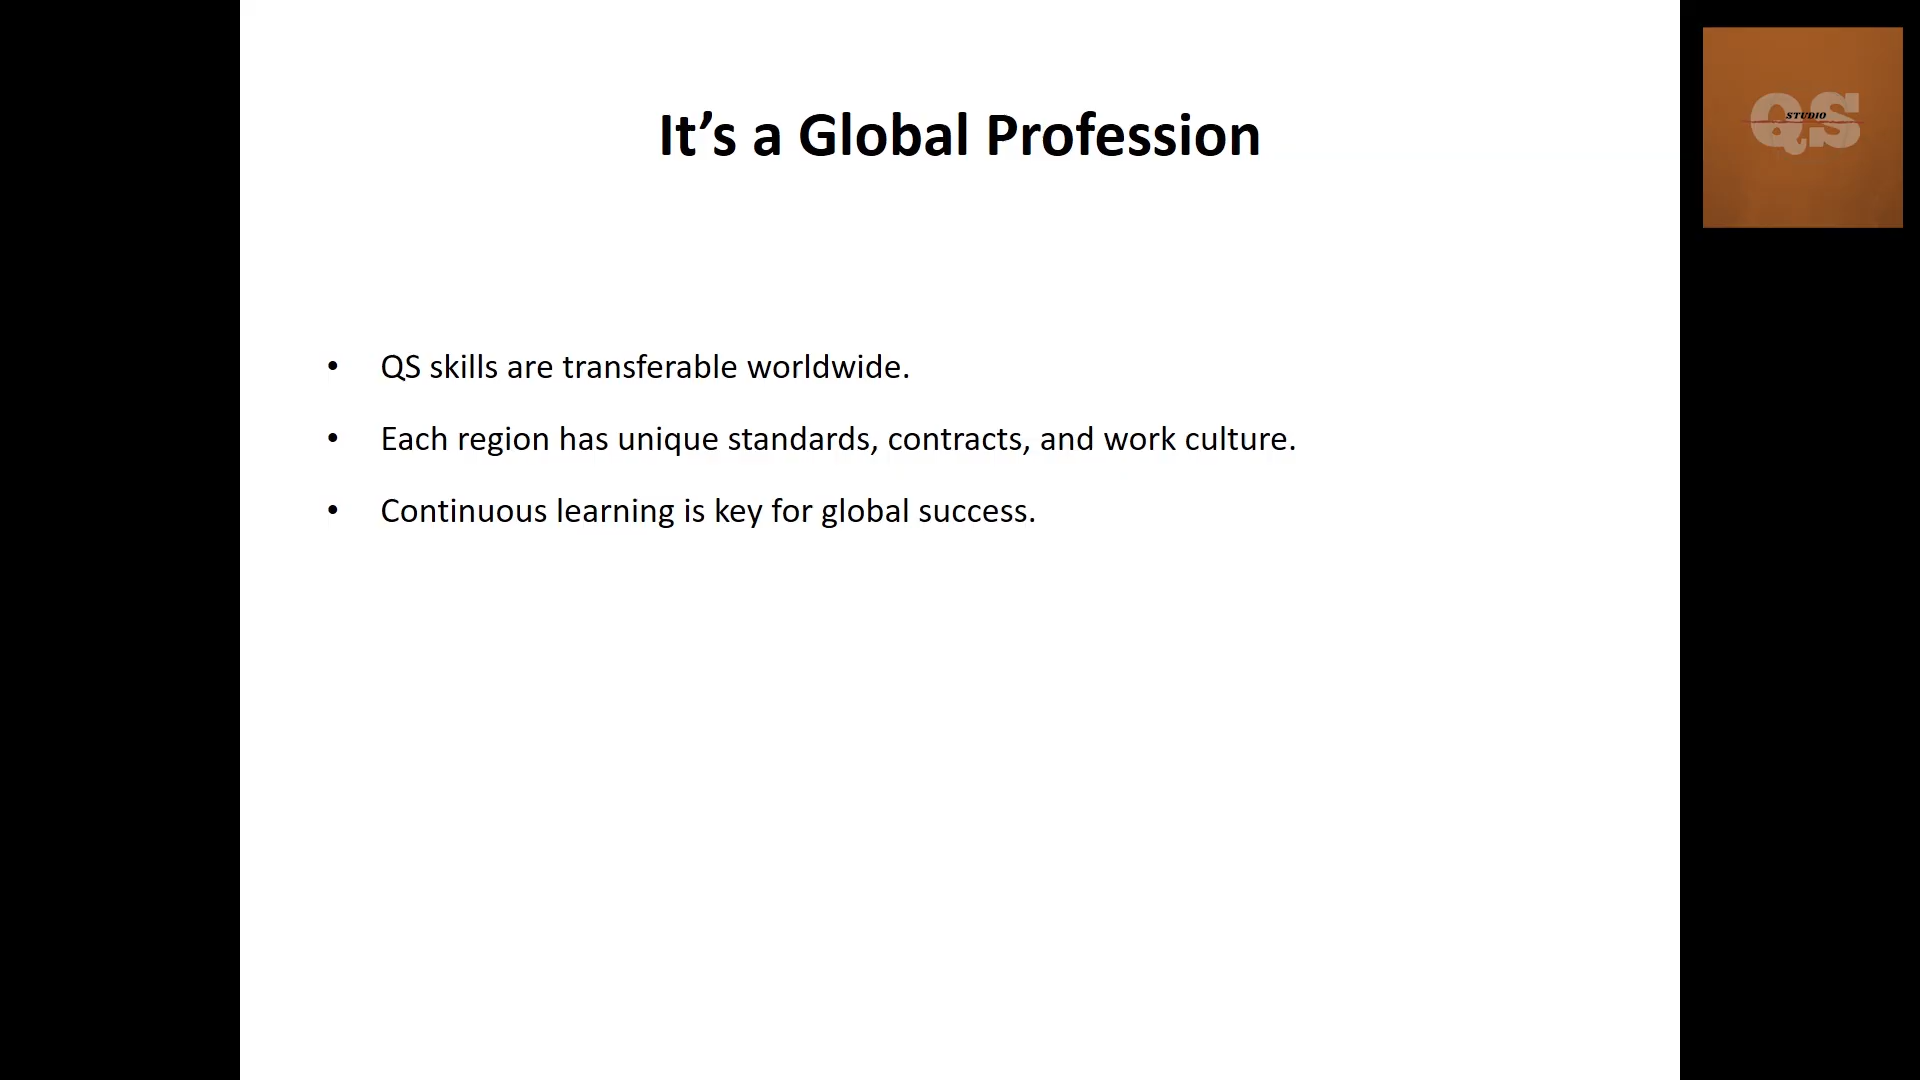 It’s a Global Profession
QS
STUDIO
• QS skills are transferable worldwide.
• Each region has unique standards, contracts, and work culture.
• Continuous learning is key for global success.